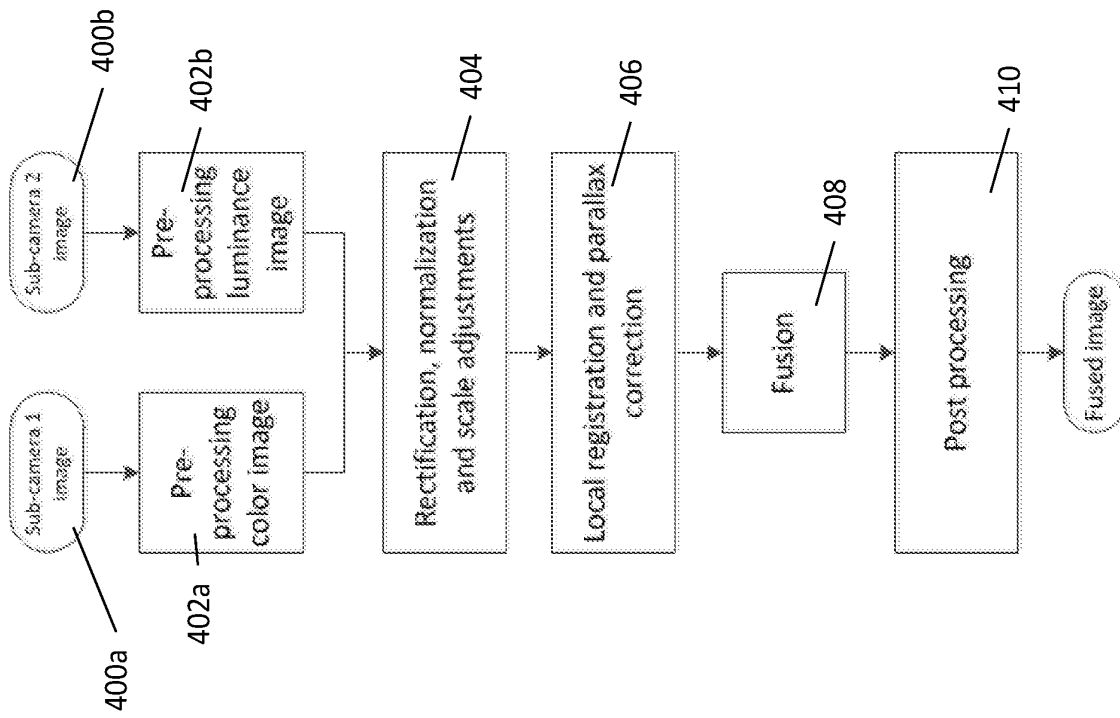 Sub-camera 1
image
400a
Sub-camera 2
image
400b
Pre-
processing
color image
402a
Pre-
processing
luminance
image
402b
Rectification, normalization
and scale adjustments
404
Local registration and parallax
correction
406
Fusion
408
Post processing
410
Fused image